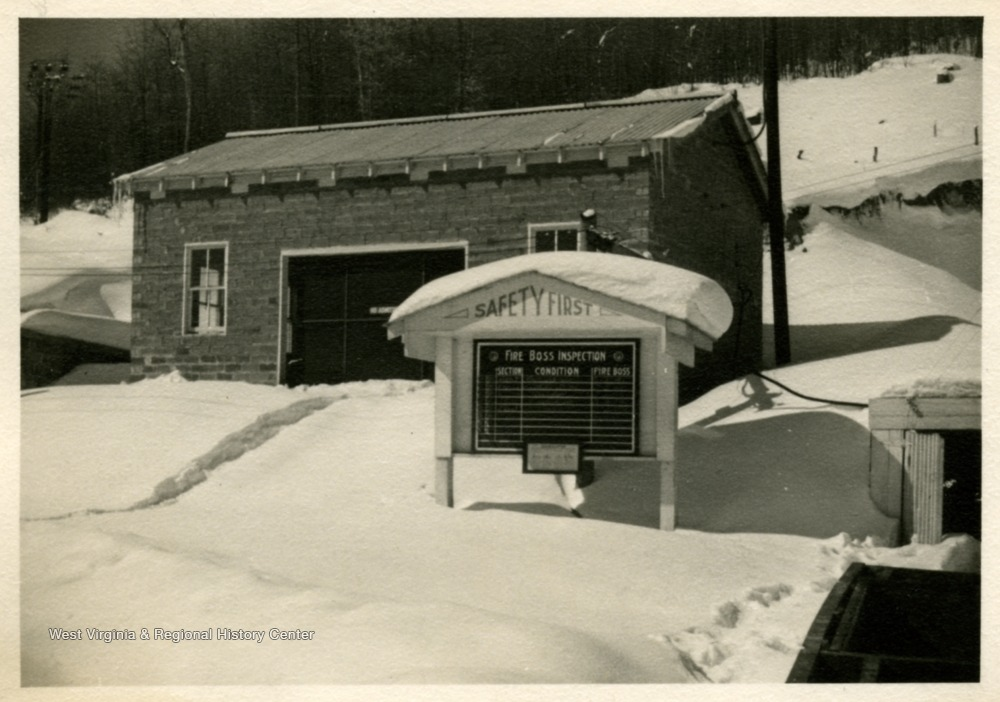 SAFETY FIRST
FIRE BOSS INSPECTION
SECTION CONDITION FIRE BOSS
West Virginia & Regional History Center